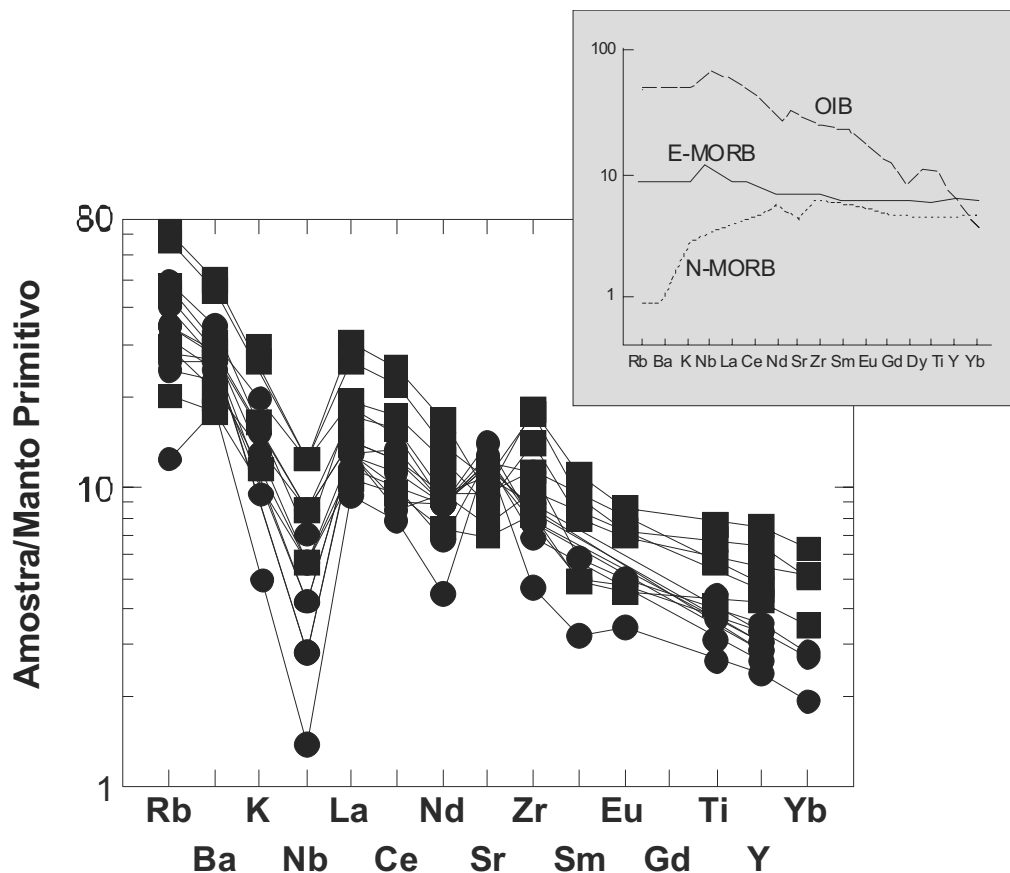 100
OIB
E-MORB
10
N-MORB
1
Rb Ba K Nb La Ce Nd Sr Zr Sm Eu Gd Dy Ti Y Yb
80
10
1
Amostra/Manto Primitivo
Rb K La Nd Zr Eu Ti Yb
Ba Nb Ce Sr Sm Gd Y